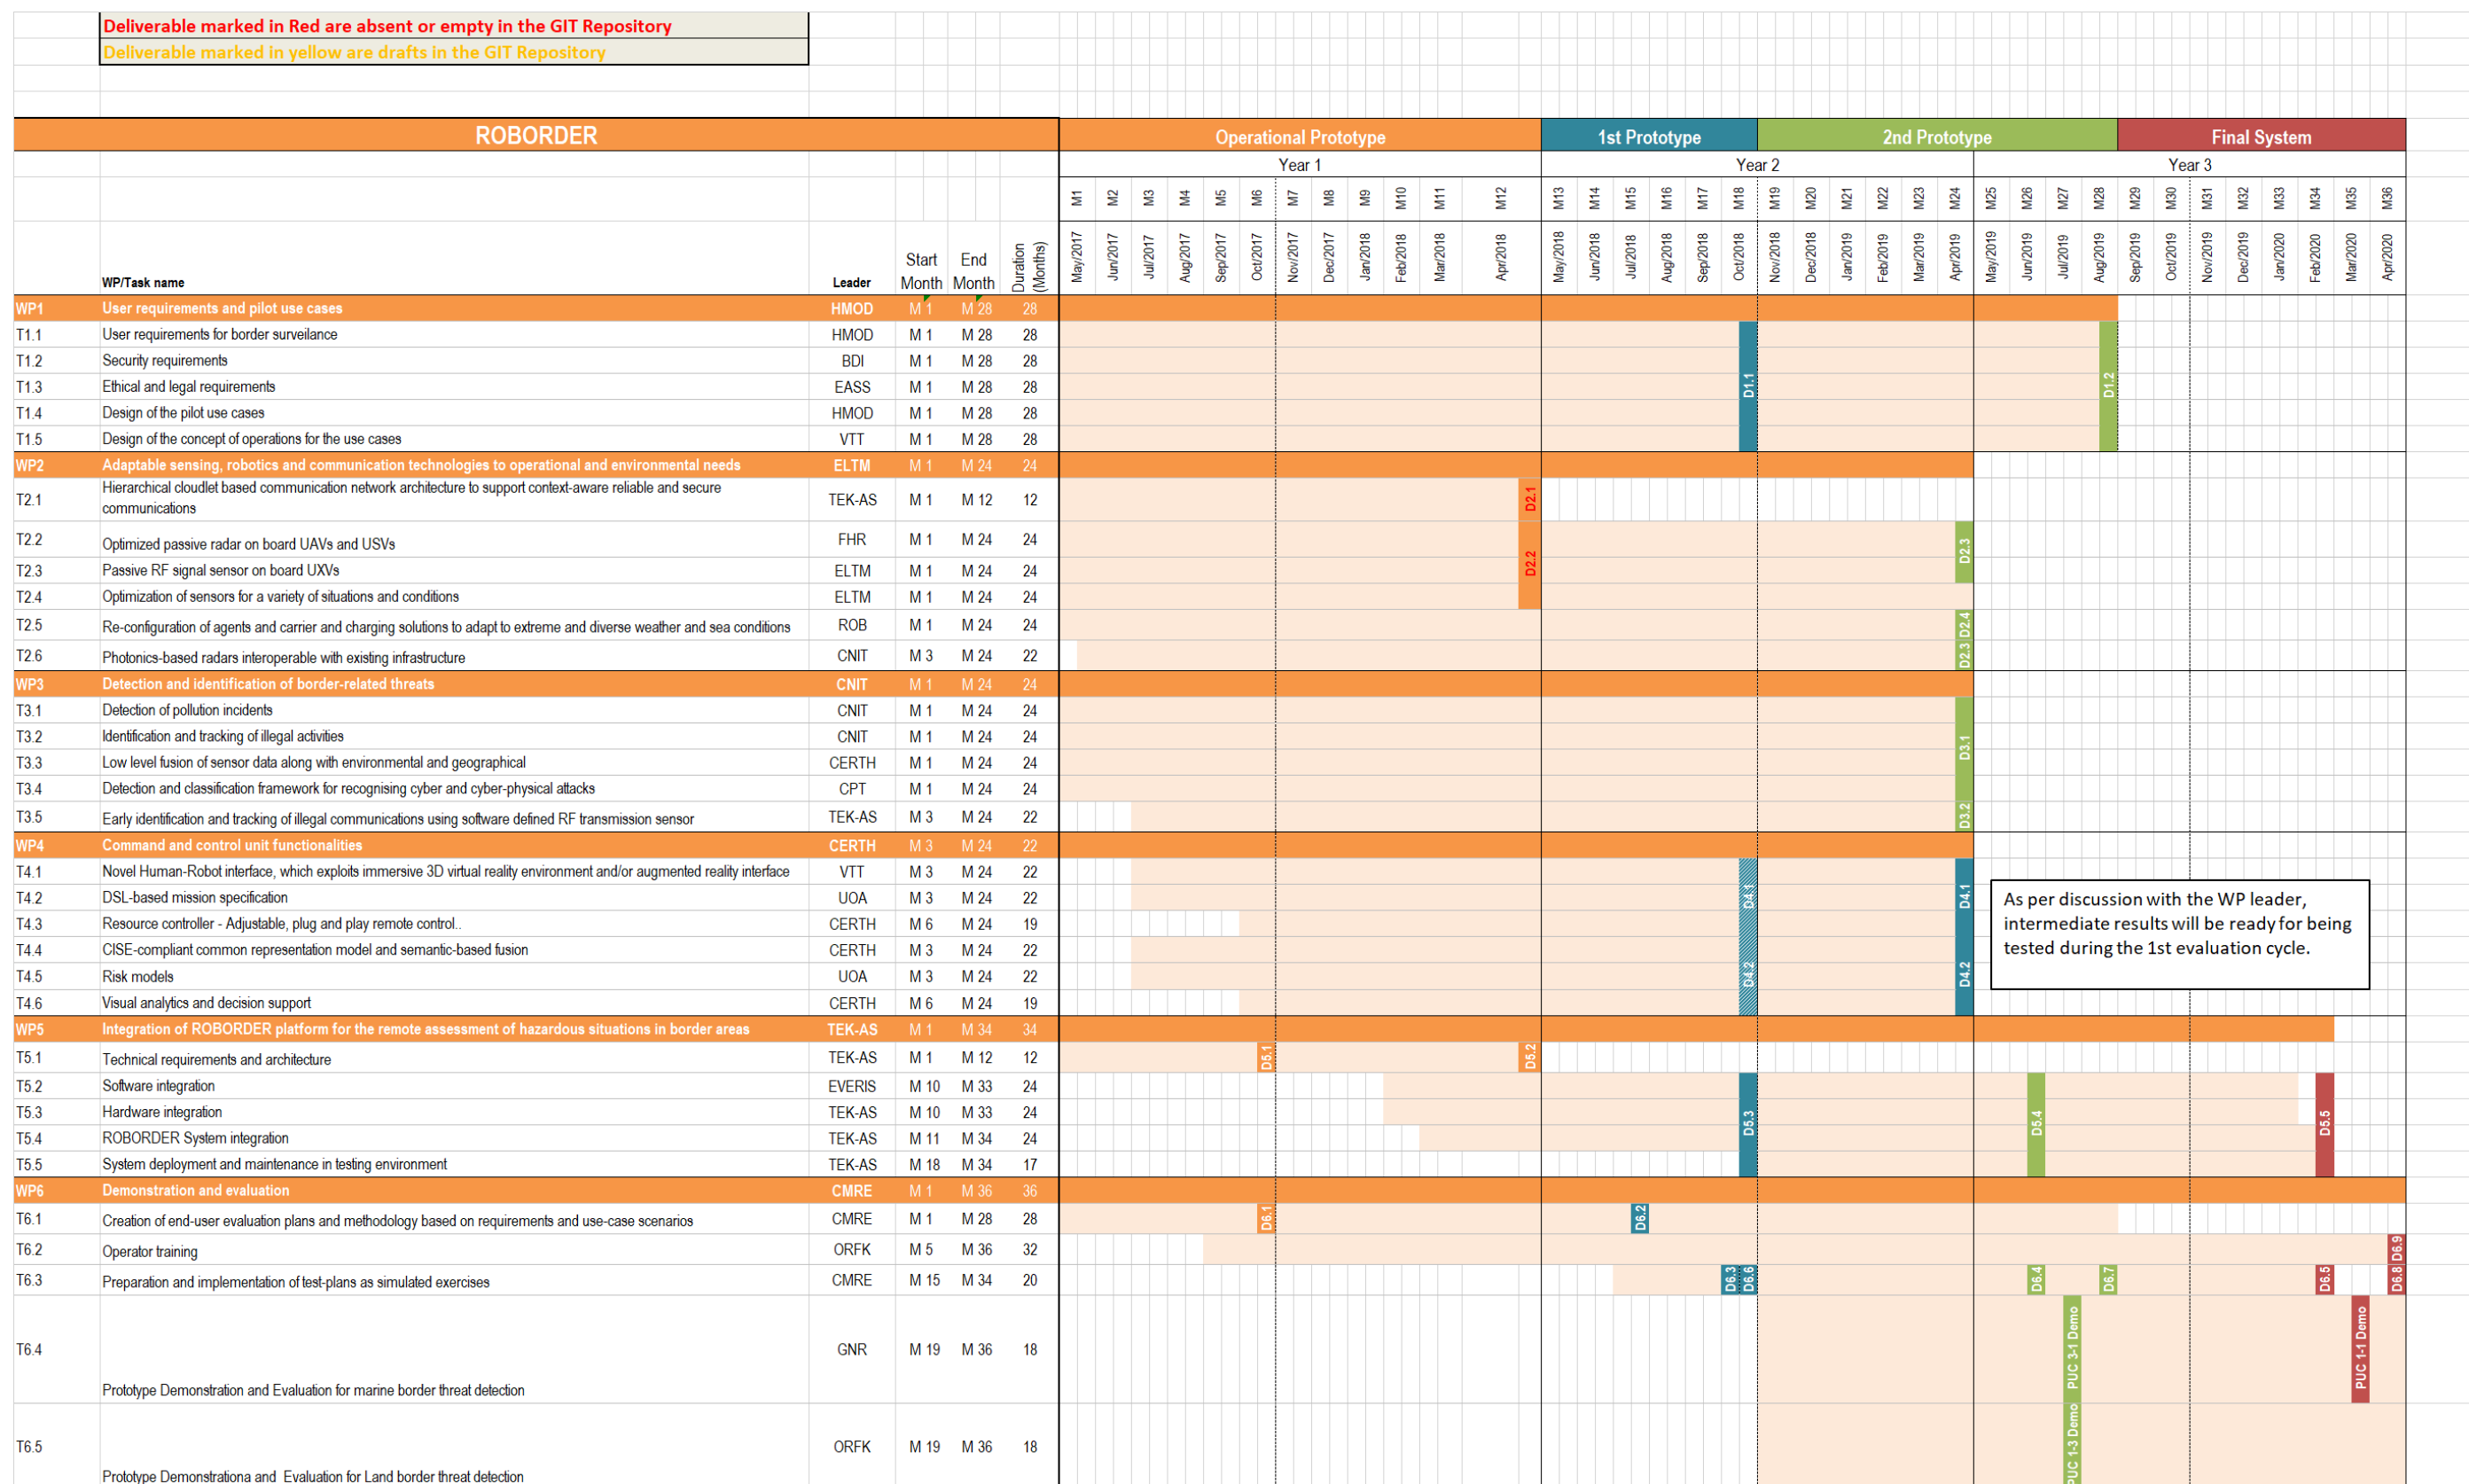 Deliverable marked in Red are absent or empty in the GIT Repository
Deliverable marked in yellow are drafts in the GIT Repository
ROBORDER Operational Prototype 1st Prototype 2nd Prototype Final System
Year 1 Year 2 Year 3
M1 M2 M3 M4 M5 M6 M7 M8 M9 M10 M11 M12 M13 M14 M15 M16 M17 M18 M19 M20 M21 M22 M23 M24 M25 M26 M27 M28 M29 M30 M31 M32 M33 M34 M35 M36
WP/Task name Leader Start Month End Month Duration (Months) May/2017 Jun/2017 Jul/2017 Aug/2017 Sep/2017 Oct/2017 Nov/2017 Dec/2017 Jan/2018 Feb/2018 Mar/2018 Apr/2018 May/2018 Jun/2018 Jul/2018 Aug/2018 Sep/2018 Oct/2018 Nov/2018 Dec/2018 Jan/2019 Feb/2019 Mar/2019 Apr/2019 May/2019 Jun/2019 Jul/2019 Aug/2019 Sep/2019 Oct/2019 Nov/2019 Dec/2019 Jan/2020 Feb/2020 Mar/2020 Apr/2020
WP1 User requirements and pilot use cases HMOD M 1 M 28 28
T1.1 User requirements for border surveilance HMOD M 1 M 28 28
T1.2 Security requirements BDI M 1 M 28 28
T1.3 Ethical and legal requirements EASS M 1 M 28 28 D1.1 D1.2
T1.4 Design of the pilot use cases HMOD M 1 M 28 28
T1.5 Design of the concept of operations for the use cases VTT M 1 M 28 28
WP2 Adaptable sensing, robotics and communication technologies to operational and environmental needs ELTM M 1 M 24 24
T2.1 Hierarchical cloudlet based communication network architecture to support context-aware reliable and secure
communications TEK-AS M 1 M 12 12 D2.1
T2.2 Optimized passive radar on board UAVs and USVs FHR M 1 M 24 24 D2.2 D2.3
T2.3 Passive RF signal sensor on board UXVs ELTM M 1 M 24 24
T2.4 Optimization of sensors for a variety of situations and conditions ELTM M 1 M 24 24
T2.5 Re-configuration of agents and carrier and charging solutions to adapt to extreme and diverse weather and sea conditions ROB M 1 M 24 24 D2.4
T2.6 Photonics-based radars interoperable with existing infrastructure CNIT M 3 M 24 22 D2.3
WP3 Detection and identification of border-related threats CNIT M 1 M 24 24
T3.1 Detection of pollution incidents CNIT M 1 M 24 24
T3.2 Identification and tracking of illegal activities CNIT M 1 M 24 24 D3.1
T3.3 Low level fusion of sensor data along with environmental and geographical CERTH M 1 M 24 24
T3.4 Detection and classification framework for recognising cyber and cyber-physical attacks CPT M 1 M 24 24
T3.5 Early identification and tracking of illegal communications using software defined RF transmission sensor TEK-AS M 3 M 24 22 D3.2
WP4 Command and control unit functionalities CERTH M 3 M 24 22
T4.1 Novel Human-Robot interface, which exploits immersive 3D virtual reality environment and/or augmented reality interface VTT M 3 M 24 22
T4.2 DSL-based mission specification UOA M 3 M 24 22 D4.1 D4.1
T4.3 Resource controller - Adjustable, plug and play remote control.. CERTH M 6 M 24 19
T4.4 CISE-compliant common representation model and semantic-based fusion CERTH M 3 M 24 22
T4.5 Risk models UOA M 3 M 24 22 D4.2 D4.2
T4.6 Visual analytics and decision support CERTH M 6 M 24 19
As per discussion with the WP leader,
intermediate results will be ready for being
tested during the 1st evaluation cycle.
WP5 Integration of ROBORDER platform for the remote assessment of hazardous situations in border areas TEK-AS M 1 M 34 34
T5.1 Technical requirements and architecture TEK-AS M 1 M 12 12 D5.1 D5.2
T5.2 Software integration EVERIS M 10 M 33 24
T5.3 Hardware integration TEK-AS M 10 M 33 24 D5.3 D5.4 D5.5
T5.4 ROBORDER System integration TEK-AS M 11 M 34 24
T5.5 System deployment and maintenance in testing environment TEK-AS M 18 M 34 17
WP6 Demonstration and evaluation CMRE M 1 M 36 36
T6.1 Creation of end-user evaluation plans and methodology based on requirements and use-case scenarios CMRE M 1 M 28 28 D6.1 D6.2
T6.2 Operator training ORFK M 5 M 36 32 D6.9
T6.3 Preparation and implementation of test-plans as simulated exercises CMRE M 15 M 34 20 D6.3 D6.6 D6.4 D6.7 D6.5 D6.8
T6.4 Prototype Demonstration and Evaluation for marine border threat detection GNR M 19 M 36 18 PUC 3-1 Demo PUC 1-1 Demo
T6.5 Prototype Demonstrationa and Evaluation for Land border threat detection ORFK M 19 M 36 18 PUC 1-3 Demo